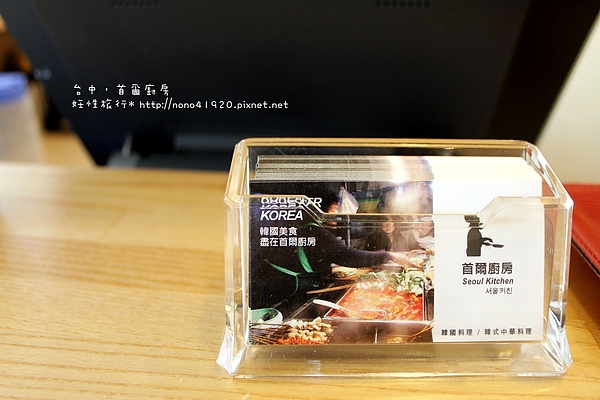 台中，首爾廚房
妊性旅行* http://nono41920.pixnet.net
KOREA
韓國美食
盡在首爾廚房
首爾廚房
Seoul Kitchen
서울키친
韓國料理 / 韓式中華料理